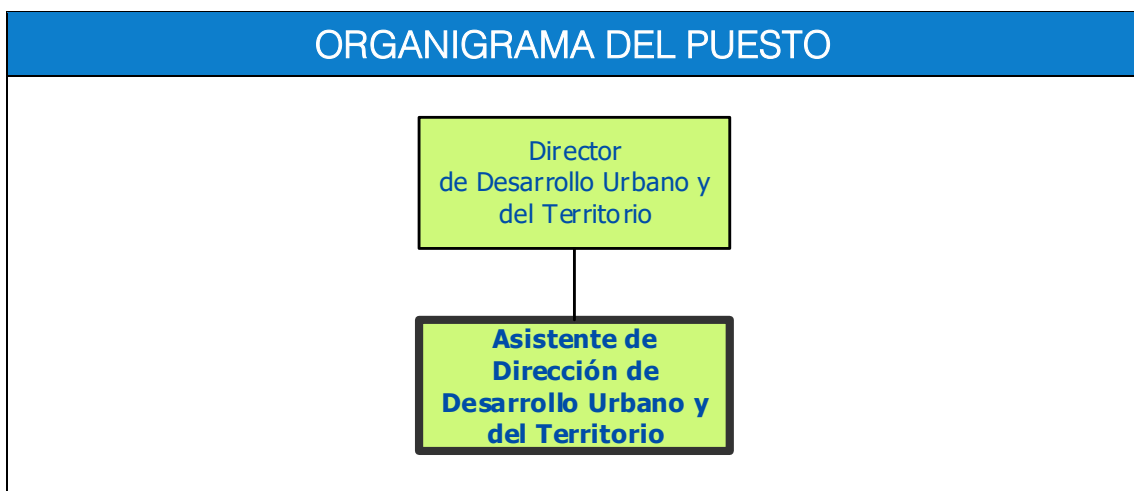 ORGANIGRAMA DEL PUESTO
Director
de Desarrollo Urbano y
del Territorio
Asistente de
Dirección de
Desarrollo Urbano y
del Territorio